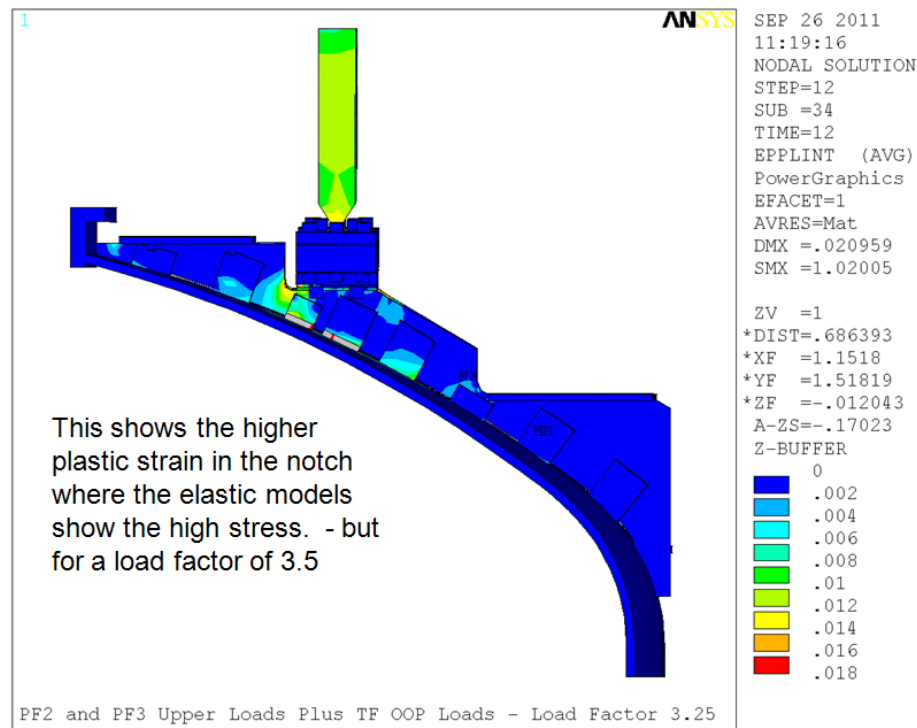 1
ANSYS
SEP 26 2011
11:19:16
NODAL SOLUTION
STEP=12
SUB =34
TIME=12
EPPLINT (AVG)
PowerGraphics
EFACET=1
AVRES=Mat
DMX =.020959
SMX =1.02005
ZV =1
*DIST=.686393
*XF =1.1518
*YF =1.51819
*ZF =-.012043
A-ZS=-.17023
Z-BUFFER
0
.002
.004
.006
.008
.01
.012
.014
.016
.018
MX
MN
This shows the higher
plastic strain in the notch
where the elastic models
show the high stress. - but
for a load factor of 3.5
PF2 and PF3 Upper Loads Plus TF OOP Loads - Load Factor 3.25